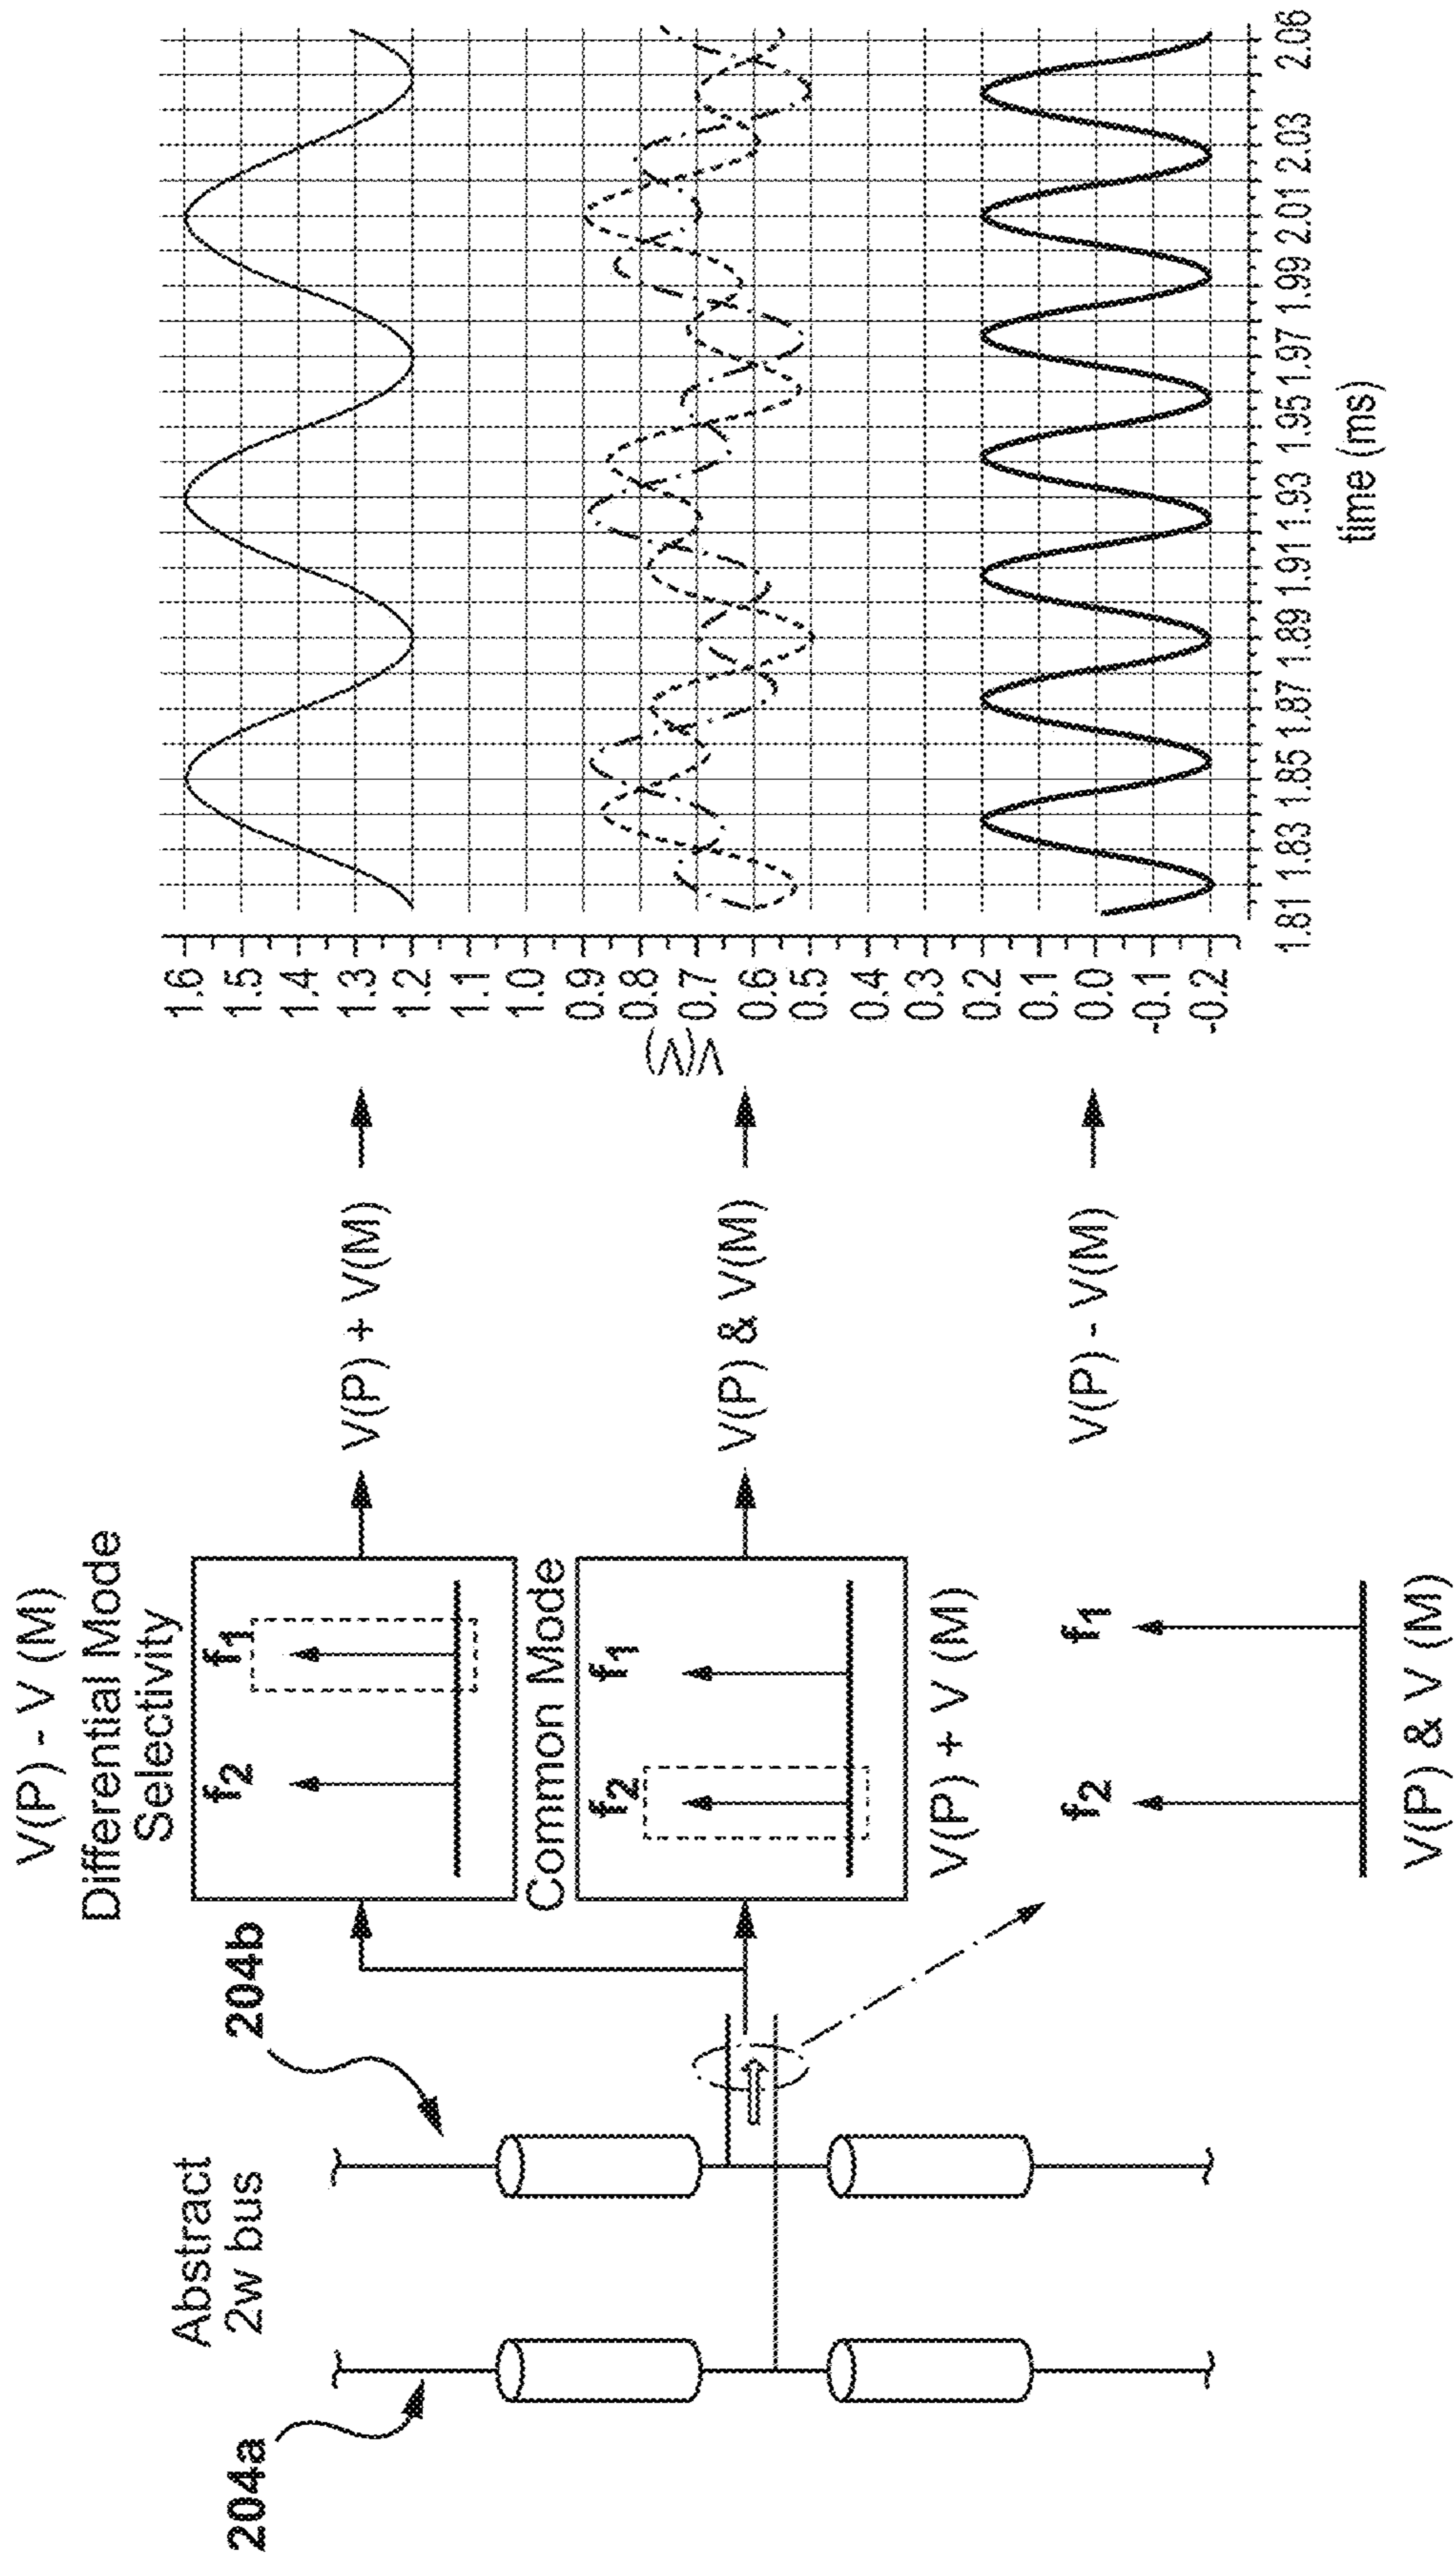 204a
Abstract
2w bus
204b
V(P) - V (M)
Differential Mode
Selectivity
f2
f1
Common Mode
f2
f1
V(P) + V (M)
f2
f1
V(P) & V (M)
V(P) + V(M)
V(P) & V(M)
V(P) - V(M)
V(V)
1.6
1.5
1.4
1.3
1.2
1.1
1.0
0.9
0.8
0.7
0.6
0.5
0.4
0.3
0.2
0.1
0.0
-0.1
-0.2
1.81 1.83 1.85 1.87 1.89 1.91 1.93 1.95 1.97 1.99 2.01 2.03 2.06
time (ms)